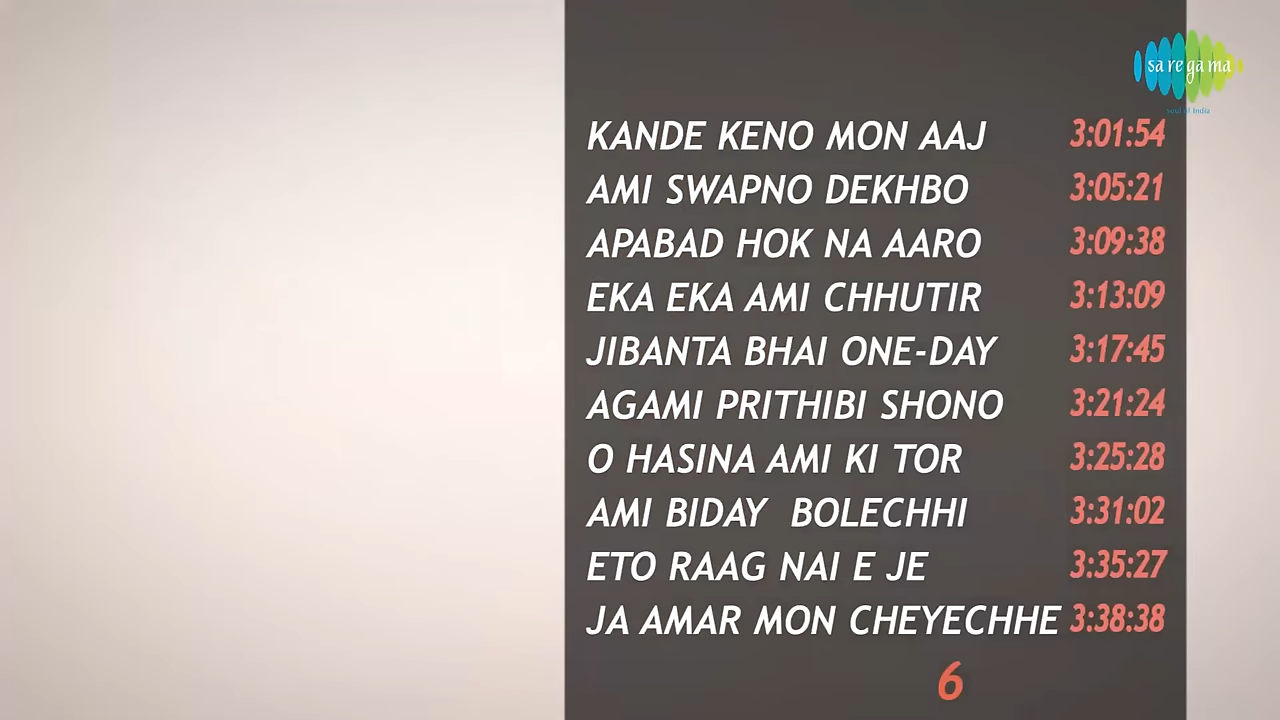 sa re ga ma
soul of India
KANDE KENO MON AAJ 3:01:54
AMI SWAPNO DEKHBO 3:05:21
APABAD HOK NA AARO 3:09:38
EKA EKA AMI CHHUTIR 3:13:09
JIBANTA BHAI ONE-DAY 3:17:45
AGAMI PRITHIBI SHONO 3:21:24
O HASINA AMI KI TOR 3:25:28
AMI BIDAY BOLECHHI 3:31:02
ETO RAAG NAI E JE 3:35:27
JA AMAR MON CHEYECHHE 3:38:38
6